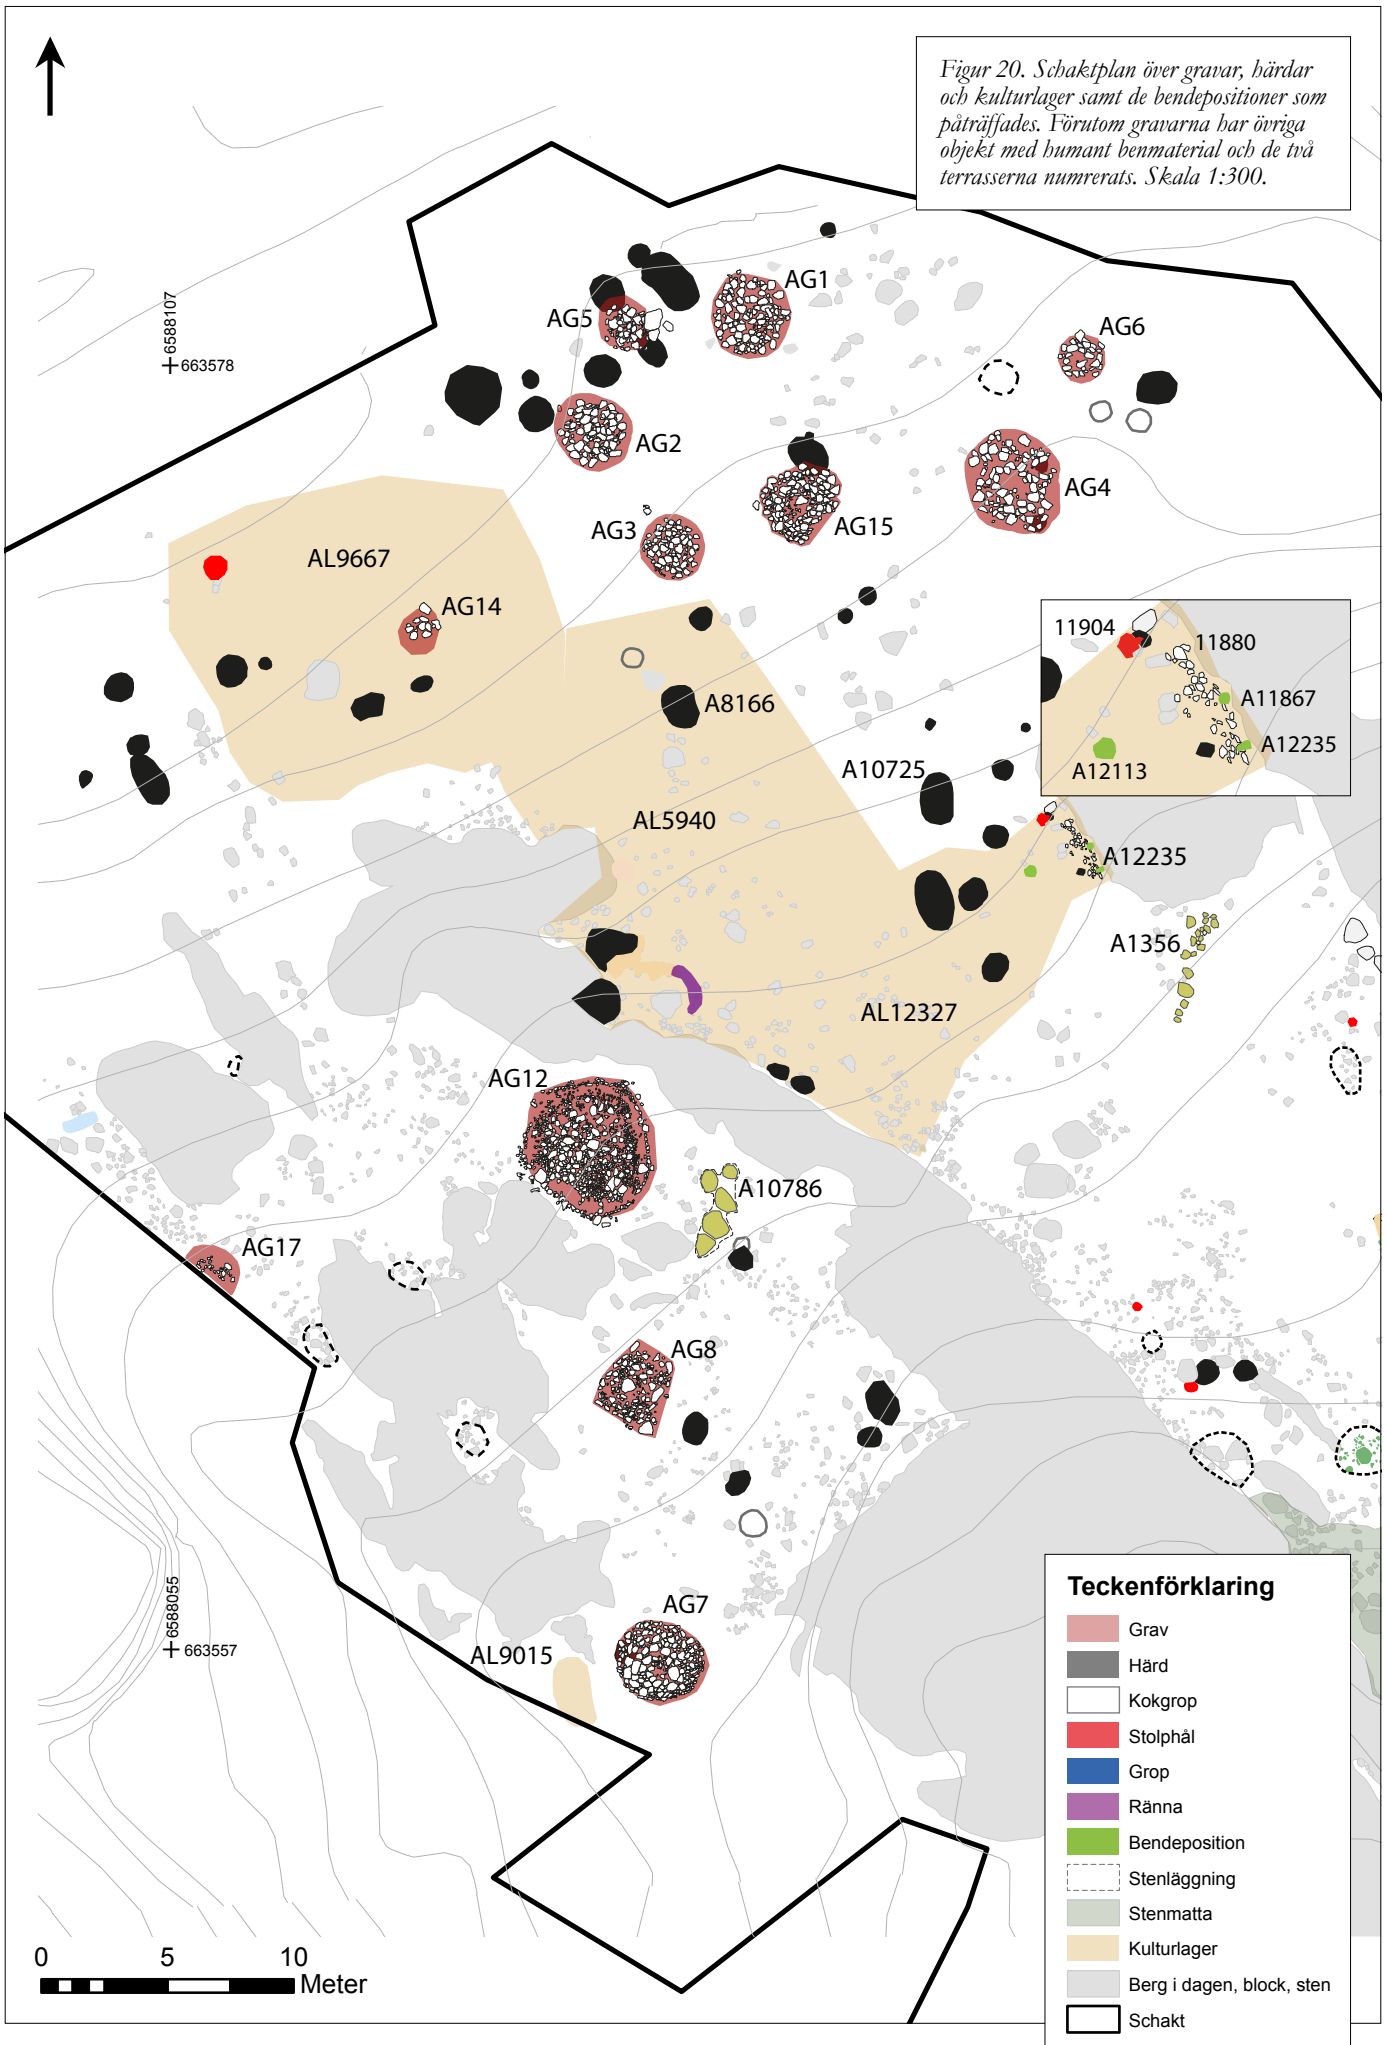 Figur 20. Schaktplan över gravar, härdar
och kulturlager samt de bendepositioner som
påträffades. Förutom gravarna har övriga
objekt med humant benmaterial och de två
terrasserna numrerats. Skala 1:300.
AG1
AG5
AG6
6588107
663578
AG2
AG4
AG3
AG15
AL9667
AG14
11904
11880
A11867
A12235
A12113
A8166
A10725
AL5940
A12235
A1356
AL12327
AG12
A10786
AG17
AG8
AG7
AL9015
6588055
663557
Teckenförklaring
Grav
Härd
Kokgrop
Stolphål
Grop
Ränna
Bendeposition
Stenläggning
Stenmatta
Kulturlager
Berg i dagen, block, sten
Schakt
0 5 10
Meter